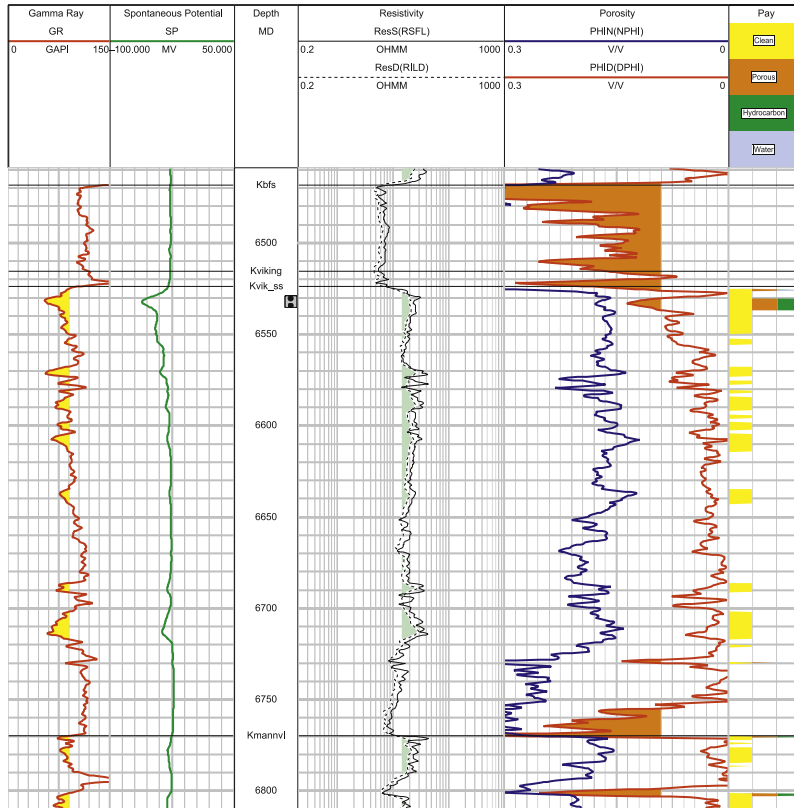 Gamma Ray Spontaneous Potential Depth Resistivity Porosity Pay
GR SP MD ResS(RSFL) PHIN(NPHI)
0 GAPI 150 -100.000 MV 50.000 0.2 OHMM 1000 0.3 V/V 0
Clean
ResD(RILD) PHID(DPHI)
0.2 OHMM 1000 0.3 V/V 0
Porous
Hydrocarbon
Water
Kbfs
6500
Kviking
Kvik_ss
6550
6600
6650
6700
6750
Kmannvl
6800